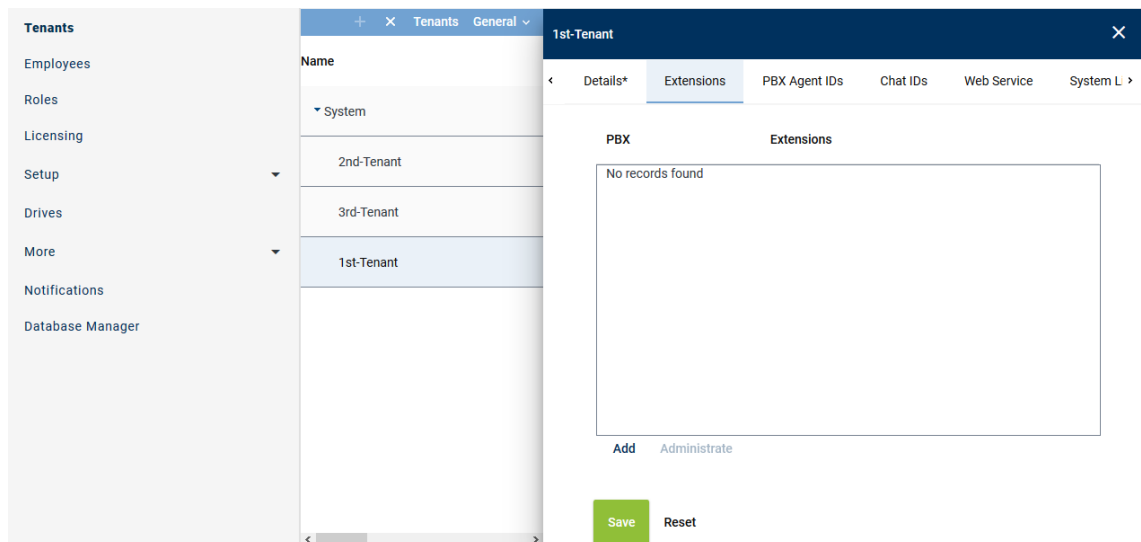 Tenants
Employees
Roles
Licensing
Setup
Drives
More
Notifications
Database Manager
Tenants General
Name
System
2nd-Tenant
3rd-Tenant
1st-Tenant
1st-Tenant
Details* Extensions PBX Agent IDs Chat IDs Web Service System Li
PBX Extensions
No records found
Add Administrate
Save Reset